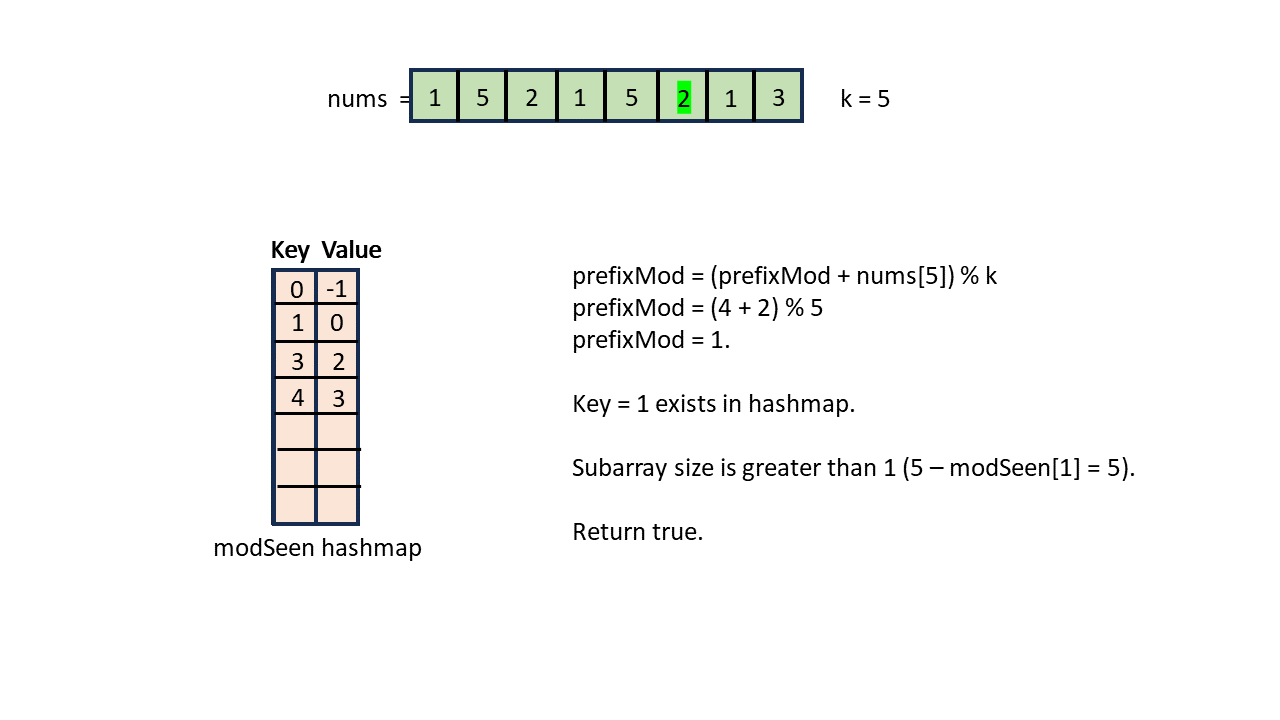 nums = 1 5 2 1 5 2 1 3 k = 5
Key Value
0 -1
1 0
3 2
4 3
modSeen hashmap
prefixMod = (prefixMod + nums[5]) % k
prefixMod = (4 + 2) % 5
prefixMod = 1.
Key = 1 exists in hashmap.
Subarray size is greater than 1 (5 – modSeen[1] = 5).
Return true.